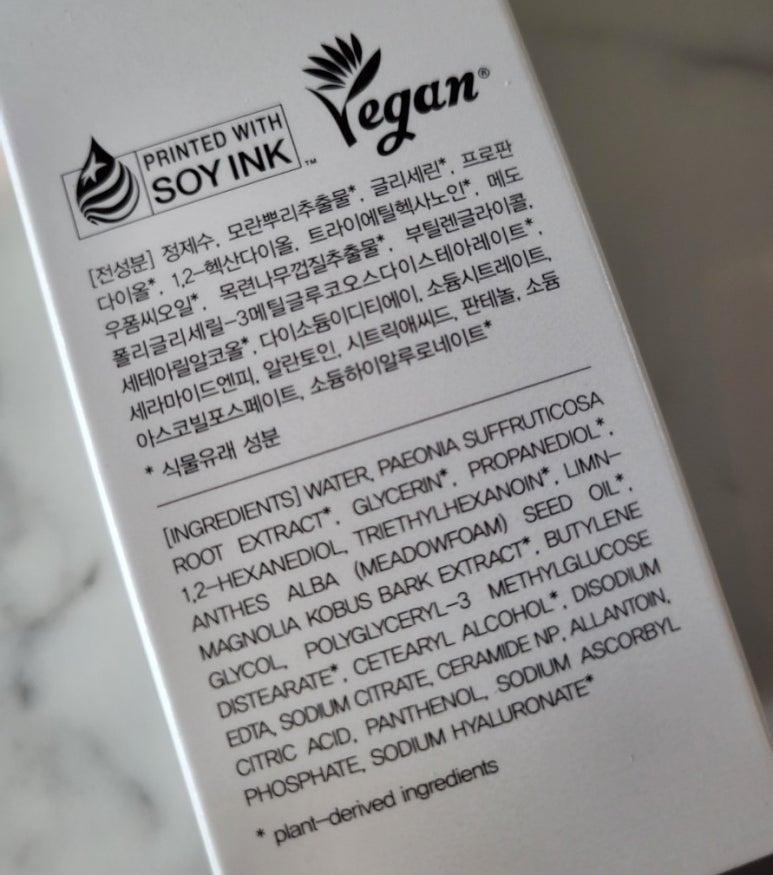 PRINTED WITH
SOY INK™
Vegan®
[전성분] 정제수, 모란뿌리추출물*, 글리세린*, 프로판
다이올*, 1,2-헥산다이올, 트라이에틸헥사노인*, 메도
우폼씨오일*, 목련나무껍질추출물*, 부틸렌글라이콜,
폴리글리세릴-3메틸글루코오스다이스테아레이트*,
세테아릴알코올*, 다이소듐이디티에이, 소듐시트레이트,
세라마이드엔피, 알란토인, 시트릭애씨드, 판테놀, 소듐
아스코빌포스페이트, 소듐하이알루로네이트*
* 식물유래 성분
[INGREDIENTS] WATER, PAEONIA SUFFRUTICOSA
ROOT EXTRACT*, GLYCERIN*, PROPANEDIOL*,
1,2-HEXANEDIOL, TRIETHYLHEXANOIN*, LIMN-
ANTHES ALBA (MEADOWFOAM) SEED OIL*,
MAGNOLIA KOBUS BARK EXTRACT*, BUTYLENE
GLYCOL, POLYGLYCERYL-3 METHYLGLUCOSE
DISTEARATE*, CETEARYL ALCOHOL*, DISODIUM
EDTA, SODIUM CITRATE, CERAMIDE NP, ALLANTOIN,
CITRIC ACID, PANTHENOL, SODIUM ASCORBYL
PHOSPHATE, SODIUM HYALURONATE*
* plant-derived ingredients